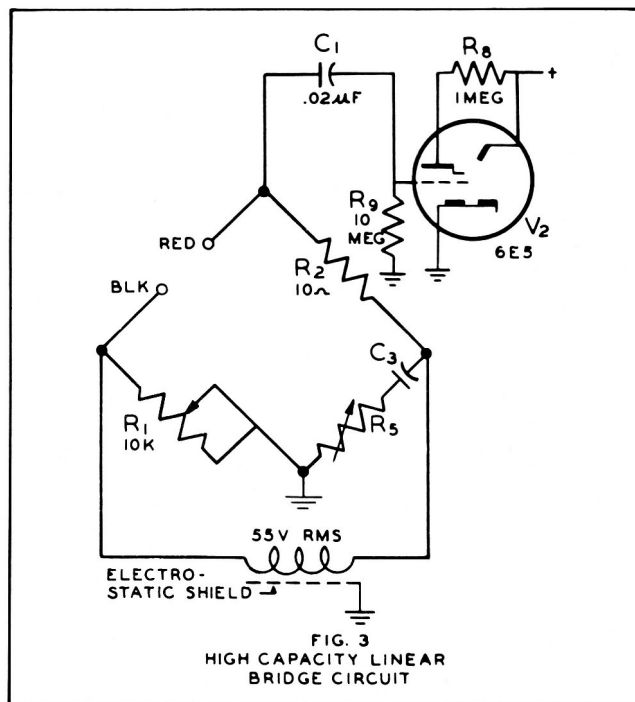 C1
.02µF
R8
1MEG
+
R9
10
MEG
V2
6E5
RED
R2
10Ω
BLK
C3
R1
10K
R5
55V RMS
ELECTRO-
STATIC SHIELD
FIG. 3
HIGH CAPACITY LINEAR
BRIDGE CIRCUIT